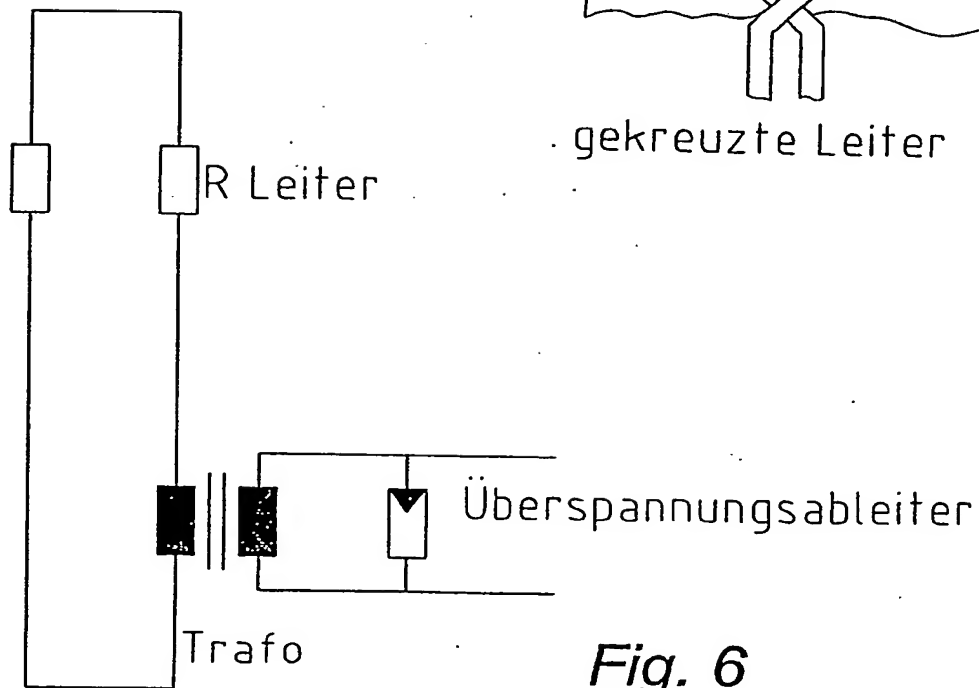 gekreuzte Leiter
R Leiter
Überspannungsableiter
Trafo
Fig. 6